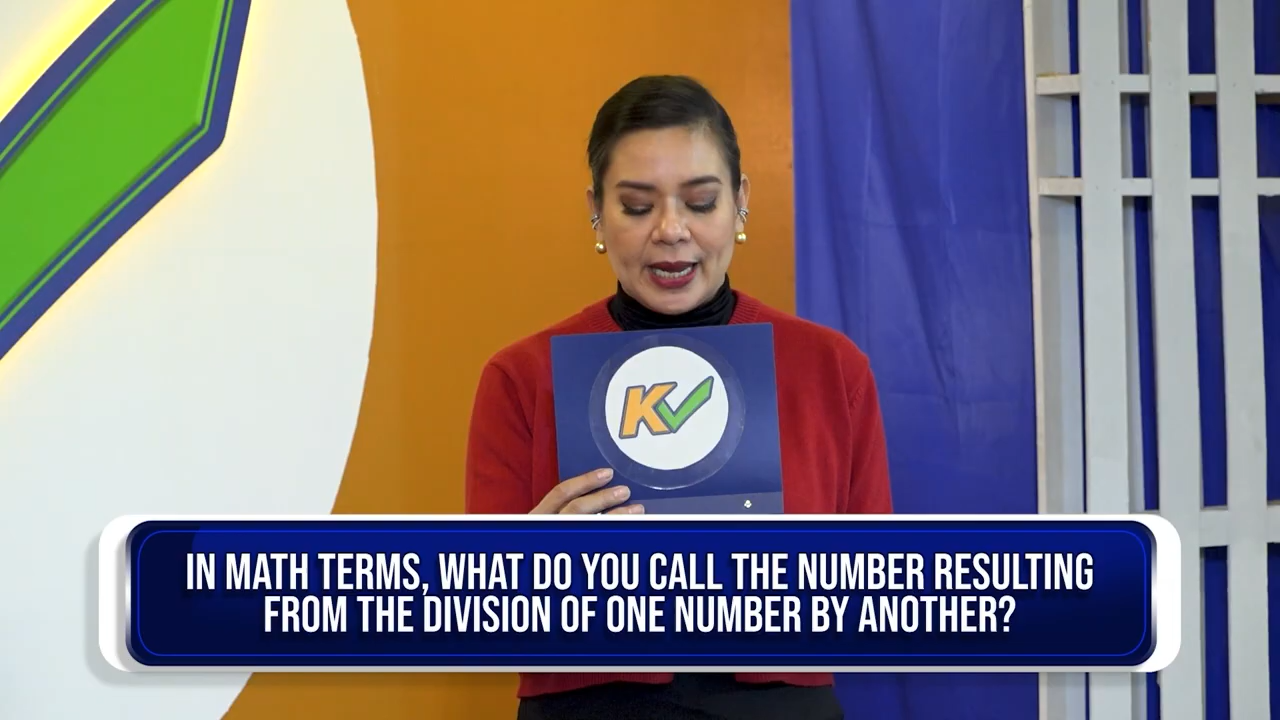 K
IN MATH TERMS, WHAT DO YOU CALL THE NUMBER RESULTING
FROM THE DIVISION OF ONE NUMBER BY ANOTHER?